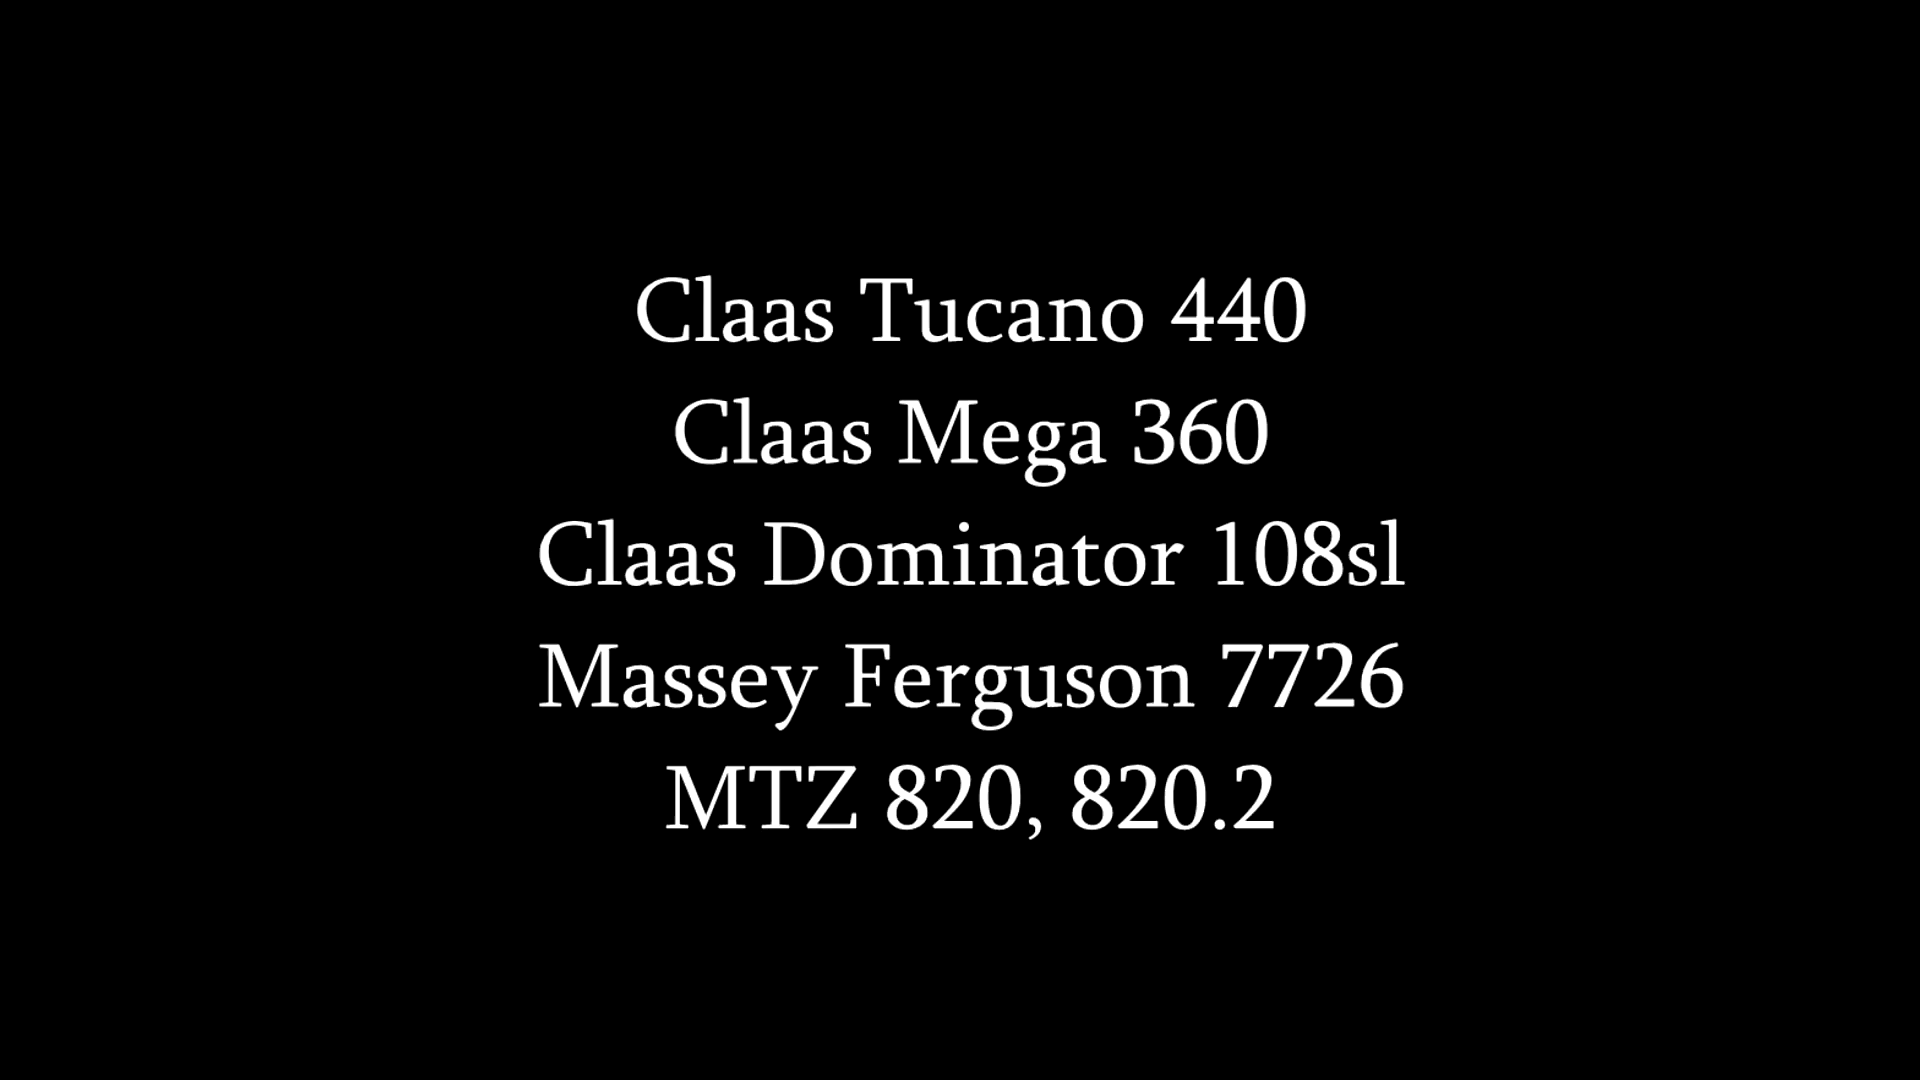 Claas Tucano 440
Claas Mega 360
Claas Dominator 108sl
Massey Ferguson 7726
MTZ 820, 820.2